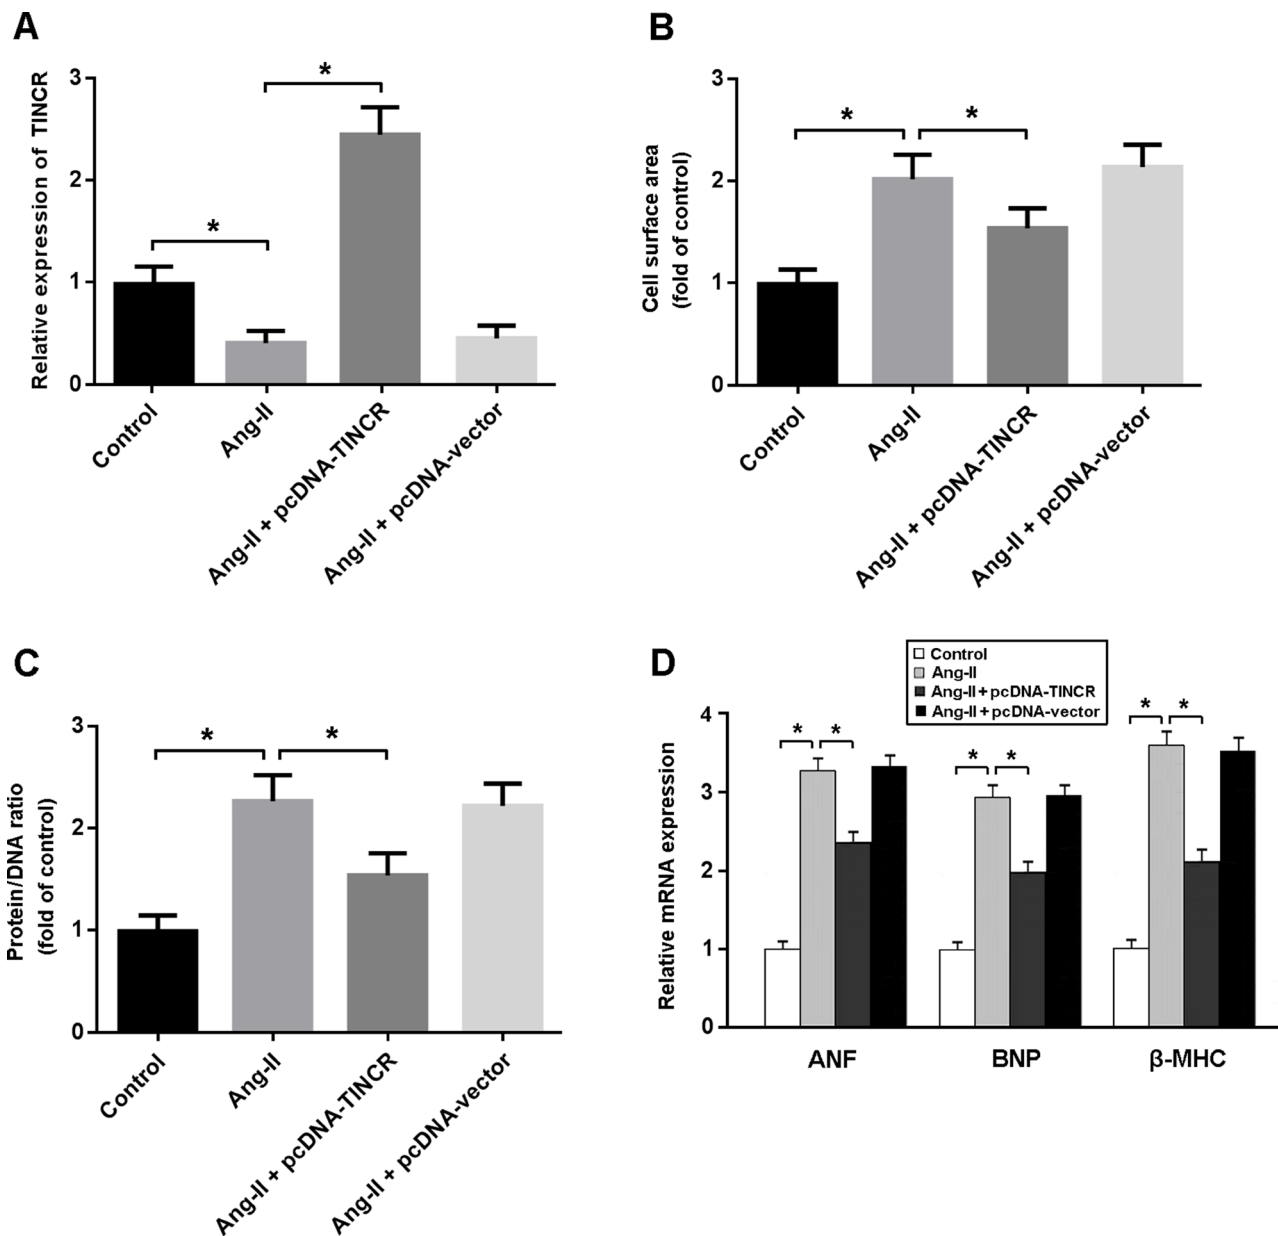 A
Relative expression of TINCR
3
2
1
0
*
*
Control
Ang-II
Ang-II + pcDNA-TINCR
Ang-II + pcDNA-vector
B
Cell surface area
(fold of control)
3
2
1
0
*
*
Control
Ang-II
Ang-II + pcDNA-TINCR
Ang-II + pcDNA-vector
C
Protein/DNA ratio
(fold of control)
3
2
1
0
*
*
Control
Ang-II
Ang-II + pcDNA-TINCR
Ang-II + pcDNA-vector
D
Control
Ang-II
Ang-II + pcDNA-TINCR
Ang-II + pcDNA-vector
Relative mRNA expression
4
3
2
1
0
* *
* *
* *
ANF
BNP
β-MHC